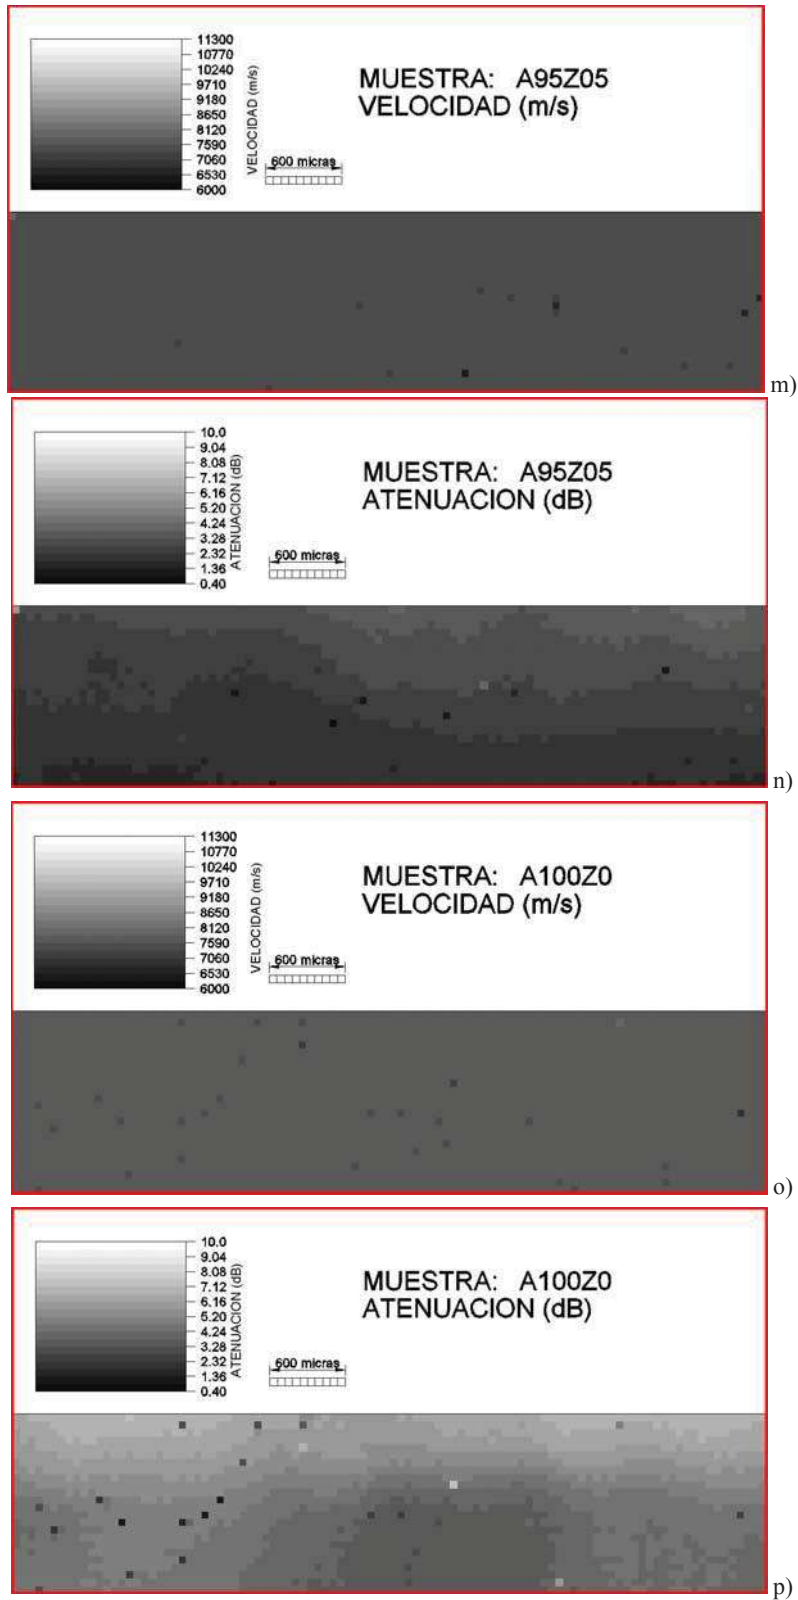 11300
10770
10240
9710
9180
8650
8120
7590
7060
6530
6000
VELOCIDAD (m/s)
600 micras
MUESTRA: A95Z05
VELOCIDAD (m/s)
m)
10.0
9.04
8.08
7.12
6.16
5.20
4.24
3.28
2.32
1.36
0.40
ATENUACION (dB)
600 micras
MUESTRA: A95Z05
ATENUACION (dB)
n)
11300
10770
10240
9710
9180
8650
8120
7590
7060
6530
6000
VELOCIDAD (m/s)
600 micras
MUESTRA: A100Z0
VELOCIDAD (m/s)
o)
10.0
9.04
8.08
7.12
6.16
5.20
4.24
3.28
2.32
1.36
0.40
ATENUACION (dB)
600 micras
MUESTRA: A100Z0
ATENUACION (dB)
p)